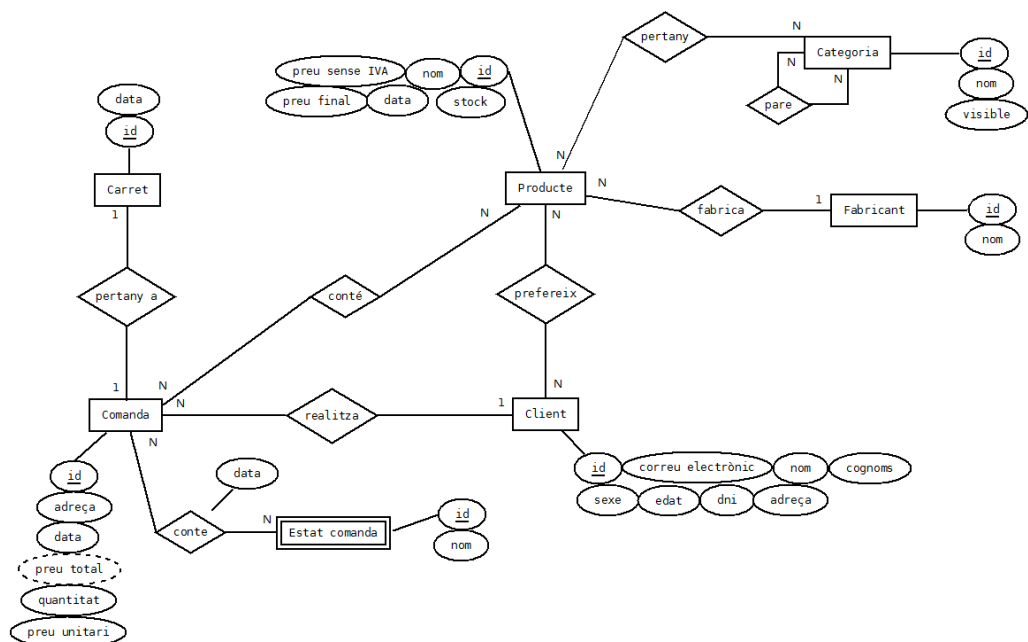 pertany
N
Categoria
id
nom
visible
N
N
pare
preu sense IVA
nom
id
preu final
data
stock
data
id
Carret
1
N
Producte
N
N
N
fabrica
1
Fabricant
id
nom
pertany a
conté
prefereix
1
N
N
Comanda
N
realitza
1
N
Client
N
id
adreça
data
preu total
quantitat
preu unitari
data
conte
N
Estat comanda
id
nom
id
correu electrònic
nom
cognoms
sexe
edat
dni
adreça